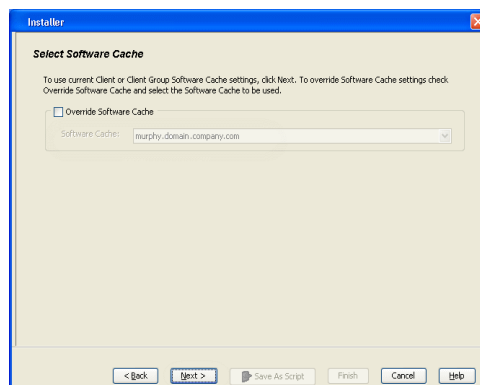 Installer
Select Software Cache
To use current Client or Client Group Software Cache settings, click Next. To override Software Cache settings check
Override Software Cache and select the Software Cache to be used.
Override Software Cache
Software Cache: murphy.domain.company.com
< Back Next > Save As Script Finish Cancel Help